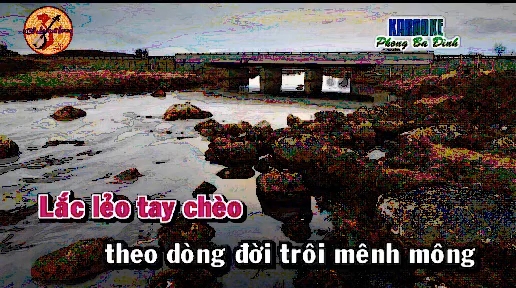 KARAOKE
Phong Ba Đình
Lắc lẻo tay chèo
theo dòng đời trôi mênh mông